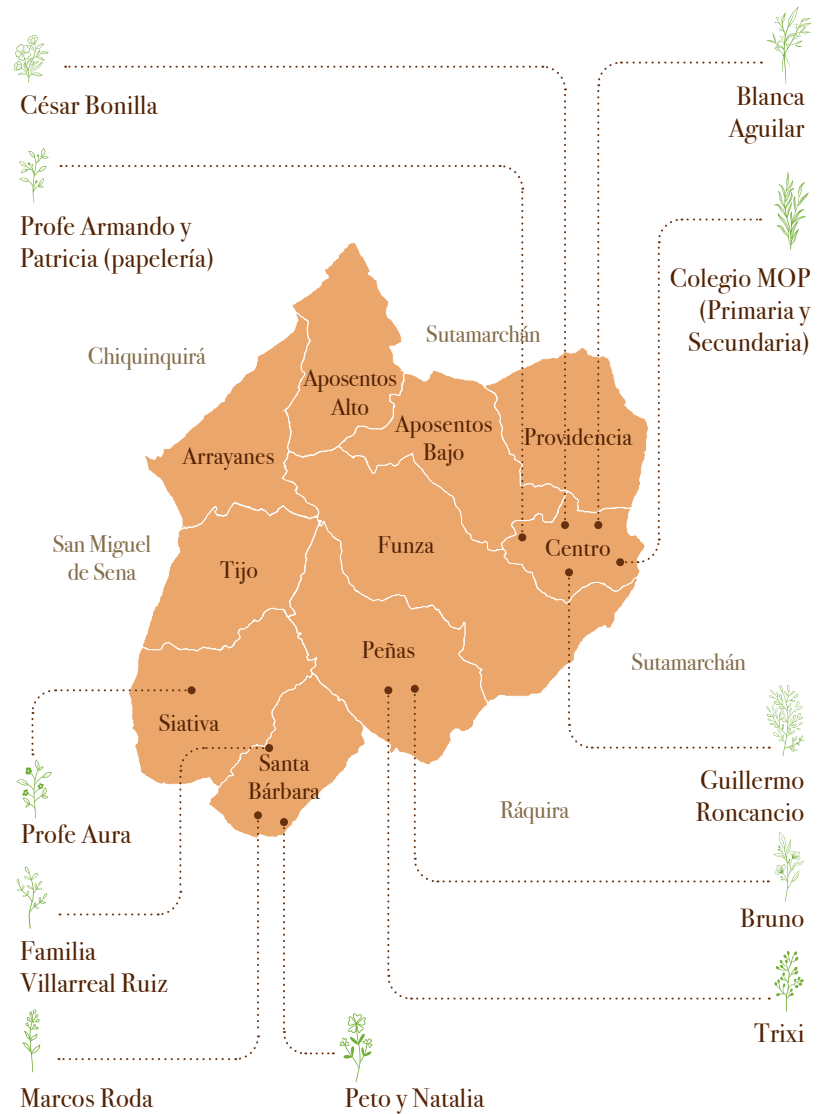 César Bonilla
Blanca
Aguilar
Profe Armando y
Patricia (papelería)
Colegio MOP
(Primaria y
Secundaria)
Chiquinquirá
Sutamarchán
Aposentos
Alto
Aposentos
Bajo
Providencia
Arrayanes
San Miguel
de Sena
Tijo
Funza
Centro
Peñas
Sutamarchán
Siativa
Santa
Bárbara
Ráquira
Guillermo
Roncancio
Profe Aura
Bruno
Familia
Villarreal Ruiz
Trixi
Marcos Roda
Peto y Natalia